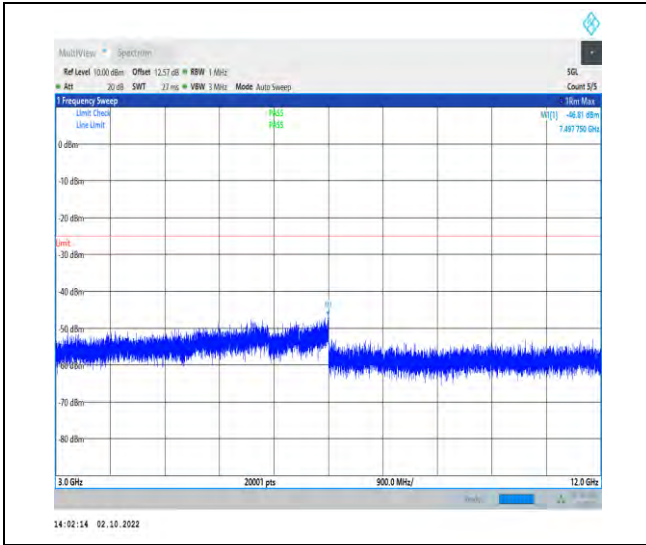 MultiView Spectrum
Ref Level 10.00 dBm Offset 12.57 dB RBW 1 MHz SGL
Att 20 dB SWT 27 ms VBW 3 MHz Mode Auto Sweep Count 5/5
1 Frequency Sweep 1Rm Max
Limit Check PASS M1[1] -46.81 dBm
Line Limit PASS 7.497 750 GHz
0 dBm
-10 dBm
-20 dBm
Limit
-30 dBm
-40 dBm
M1
-50 dBm
-60 dBm
-70 dBm
-80 dBm
3.0 GHz 20001 pts 900.0 MHz/ 12.0 GHz
Ready
14:02:14 02.10.2022